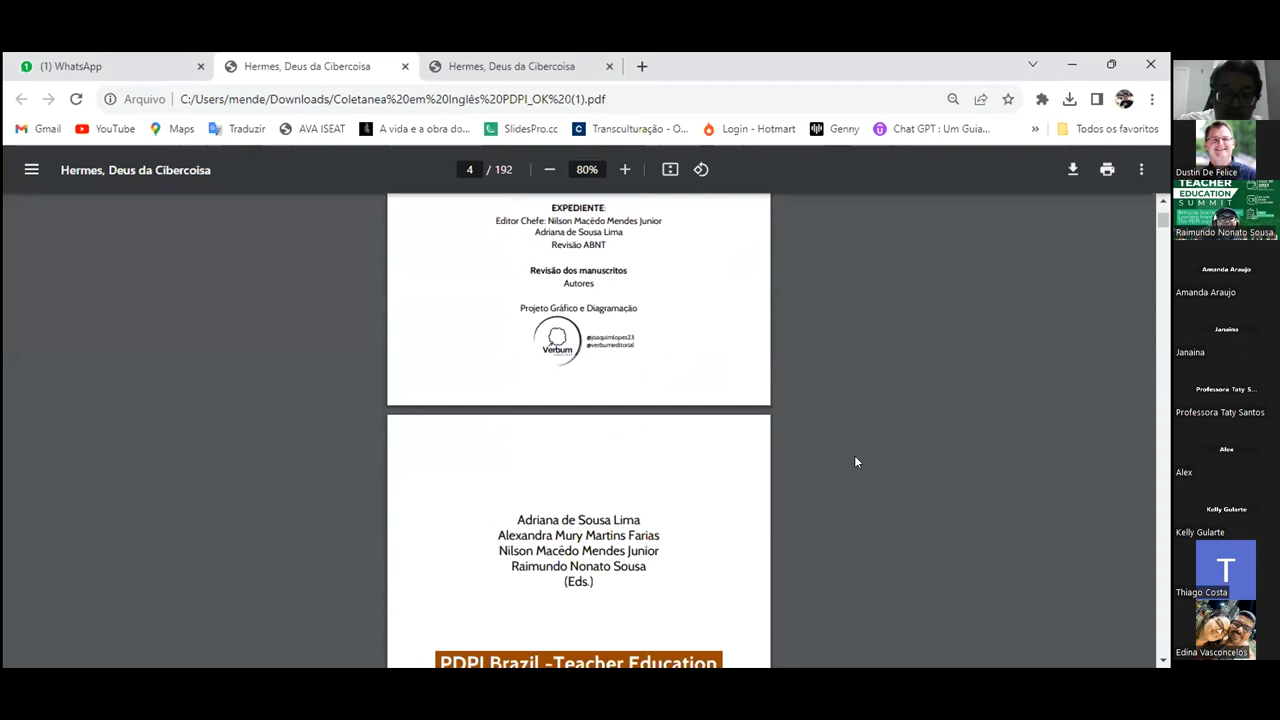 (1) WhatsApp
Hermes, Deus da Cibercoisa
Hermes, Deus da Cibercoisa
Arquivo
C:/Users/mende/Downloads/Coletanea%20em%20Inglês%20PDPI_OK%20(1).pdf
Gmail
YouTube
Maps
Traduzir
AVA ISEAT
A vida e a obra do...
SlidesPro.cc
Transculturação - O...
Login - Hotmart
Genny
Chat GPT : Um Guia...
»
Todos os favoritos
Hermes, Deus da Cibercoisa
4 / 192
80%
EXPEDIENTE:
Editor Chefe: Nilson Macêdo Mendes Junior
Adriana de Sousa Lima
Revisão ABNT
Revisão dos manuscritos
Autores
Projeto Gráfico e Diagramação
Verbum
@joaquimlopes23
@verbumeditorial
Adriana de Sousa Lima
Alexandra Mury Martins Farias
Nilson Macêdo Mendes Junior
Raimundo Nonato Sousa
(Eds.)
PDPI Brazil -Teacher Education
Dustin De Felice
TEACHER
EDUCATION
SUMMIT
Raimundo Nonato Sousa
Amanda Araujo
Amanda Araujo
Janaina
Janaina
Professora Taty S...
Professora Taty Santos
Alex
Alex
Kelly Gularte
Kelly Gularte
T
Thiago Costa
Edina Vasconcelos